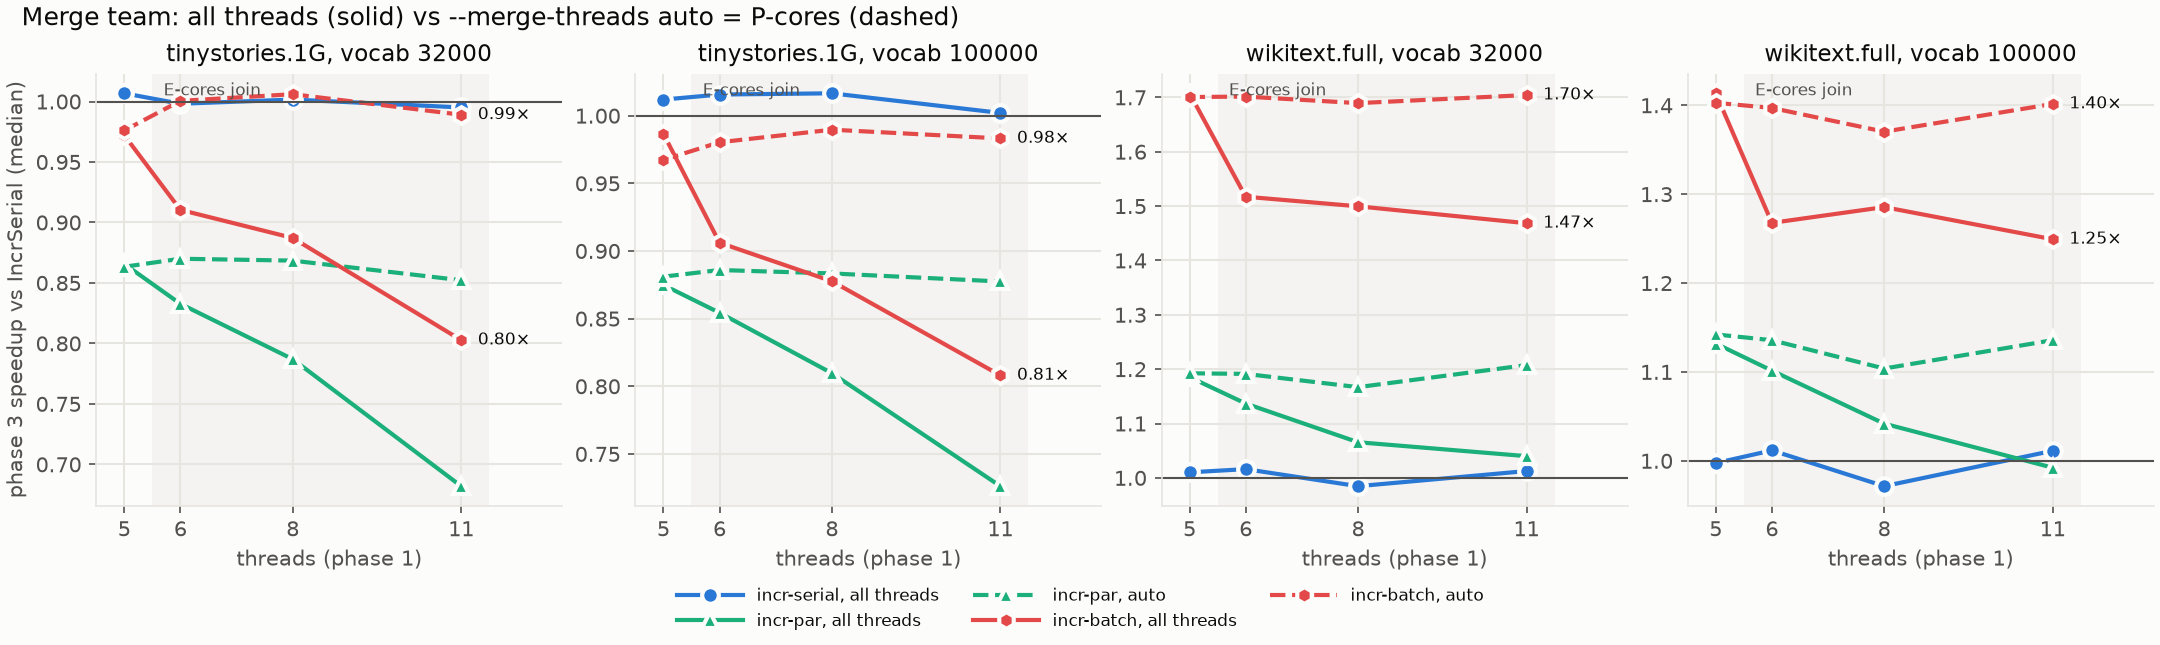 Merge team: all threads (solid) vs --merge-threads auto = P-cores (dashed)
tinystories.1G, vocab 32000
phase 3 speedup vs IncrSerial (median)
1.00
0.95
0.90
0.85
0.80
0.75
0.70
E-cores join
0.99×
0.80×
5
6
8
11
threads (phase 1)
tinystories.1G, vocab 100000
1.00
0.95
0.90
0.85
0.80
0.75
E-cores join
0.98×
0.81×
5
6
8
11
threads (phase 1)
wikitext.full, vocab 32000
1.7
1.6
1.5
1.4
1.3
1.2
1.1
1.0
E-cores join
1.70×
1.47×
5
6
8
11
threads (phase 1)
wikitext.full, vocab 100000
1.4
1.3
1.2
1.1
1.0
E-cores join
1.40×
1.25×
5
6
8
11
threads (phase 1)
incr-serial, all threads
incr-par, all threads
incr-par, auto
incr-batch, all threads
incr-batch, auto